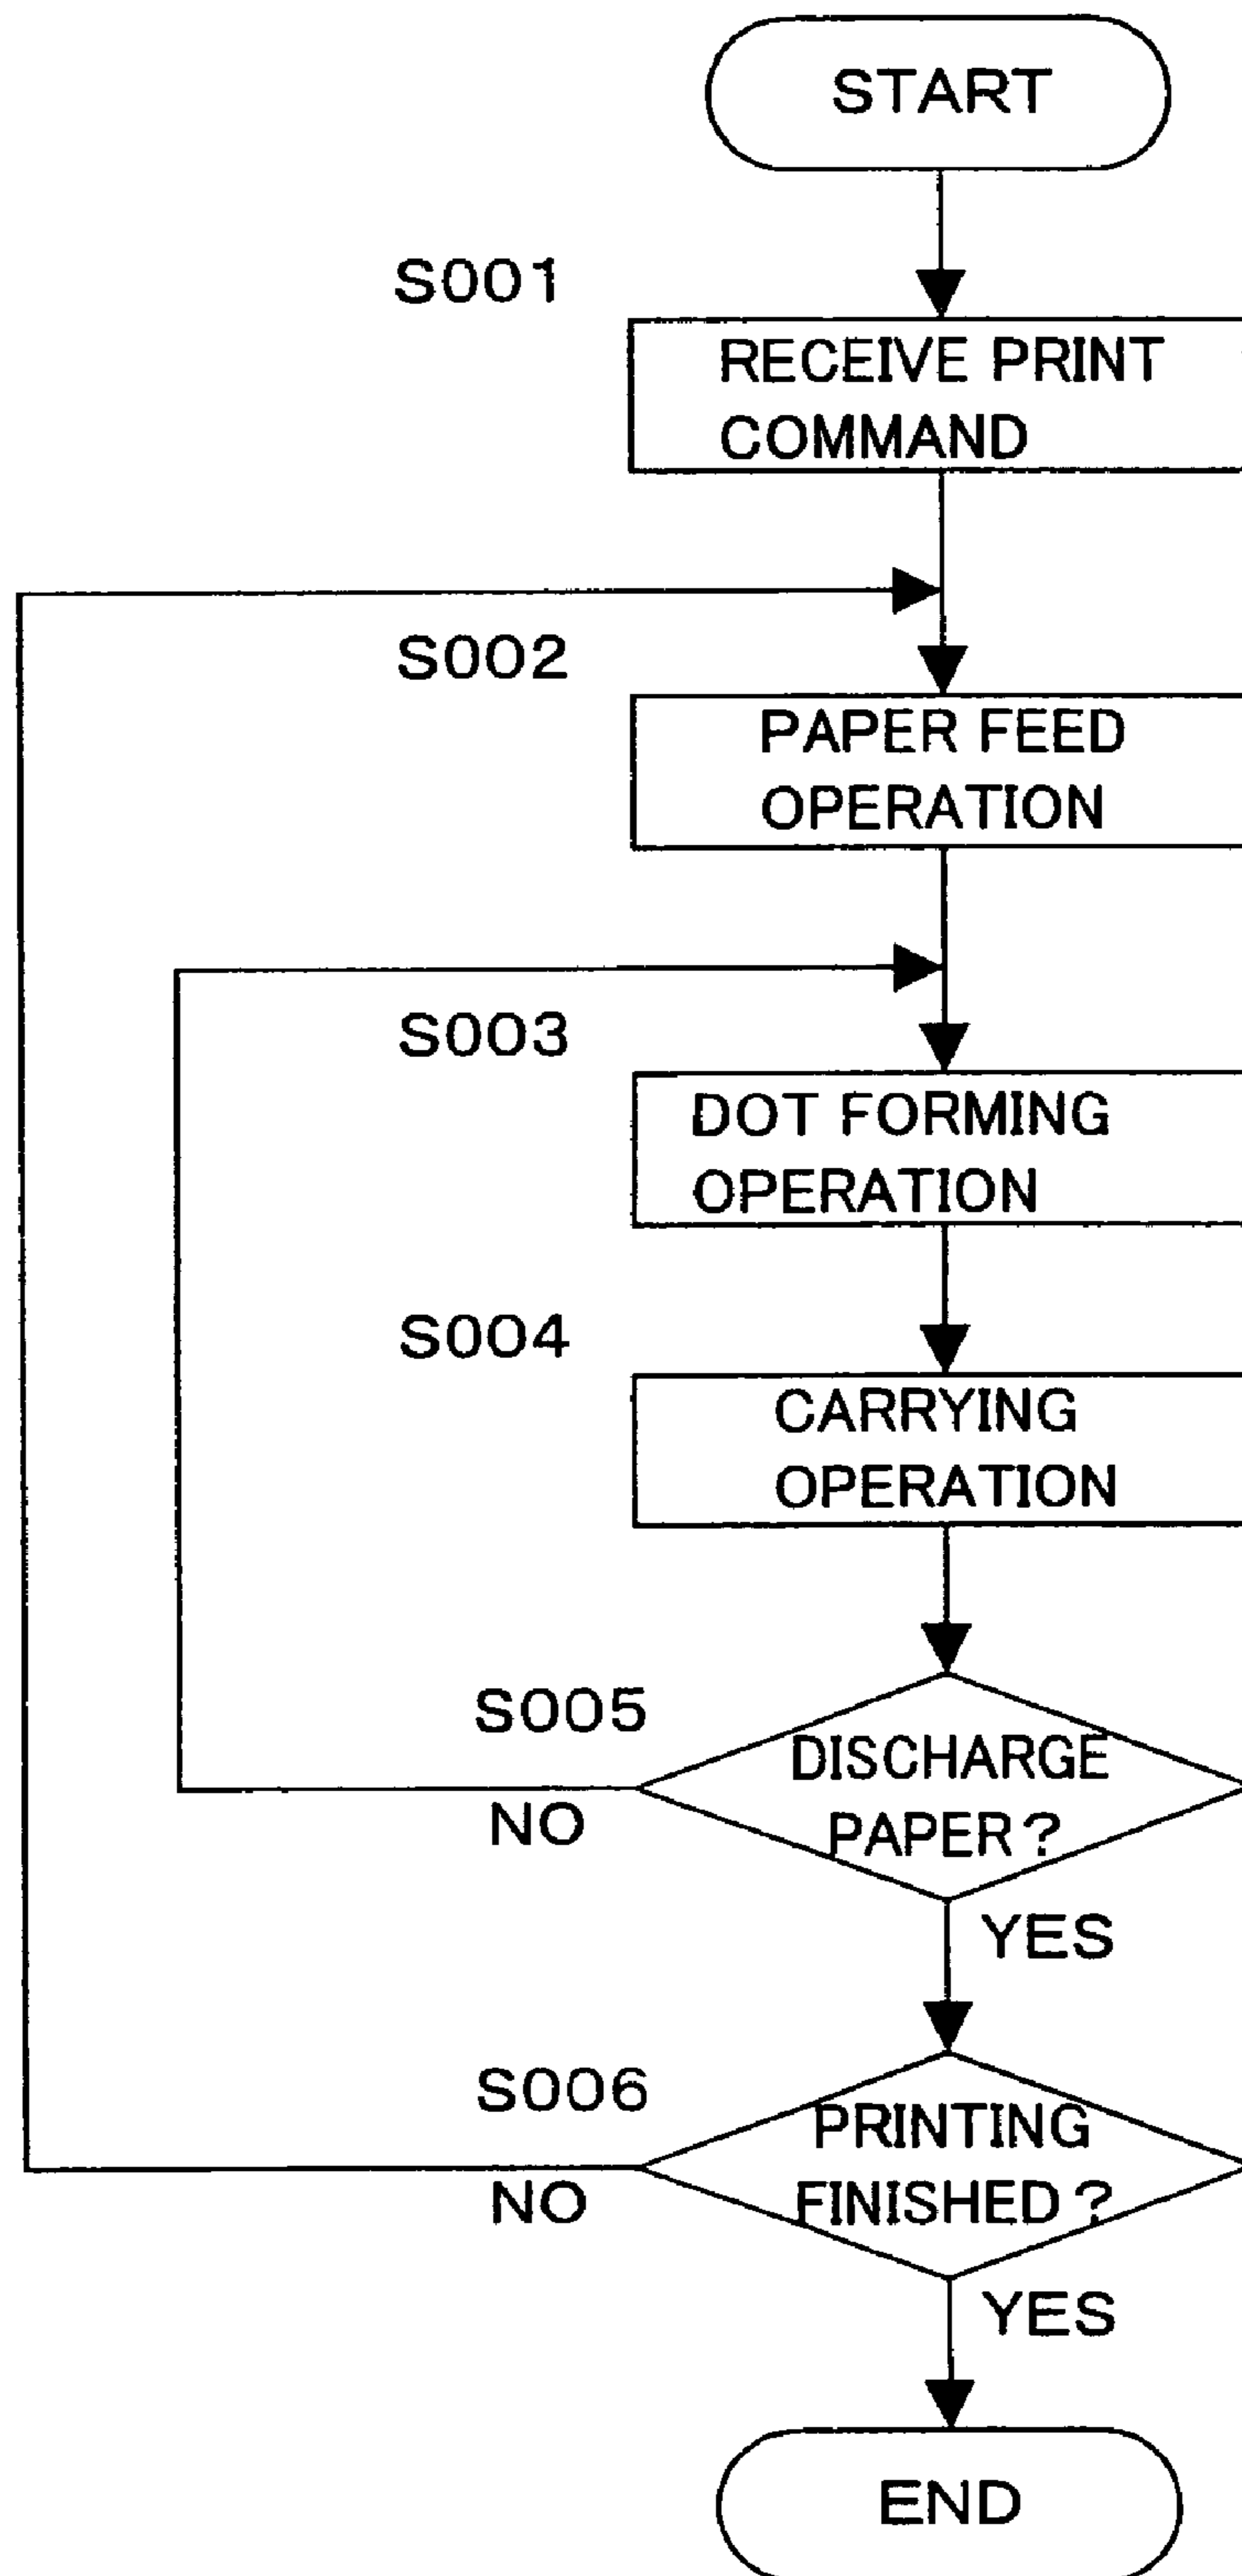 START
S001
RECEIVE PRINT
COMMAND
S002
PAPER FEED
OPERATION
S003
DOT FORMING
OPERATION
S004
CARRYING
OPERATION
S005
DISCHARGE
PAPER?
NO
YES
S006
PRINTING
FINISHED?
NO
YES
END